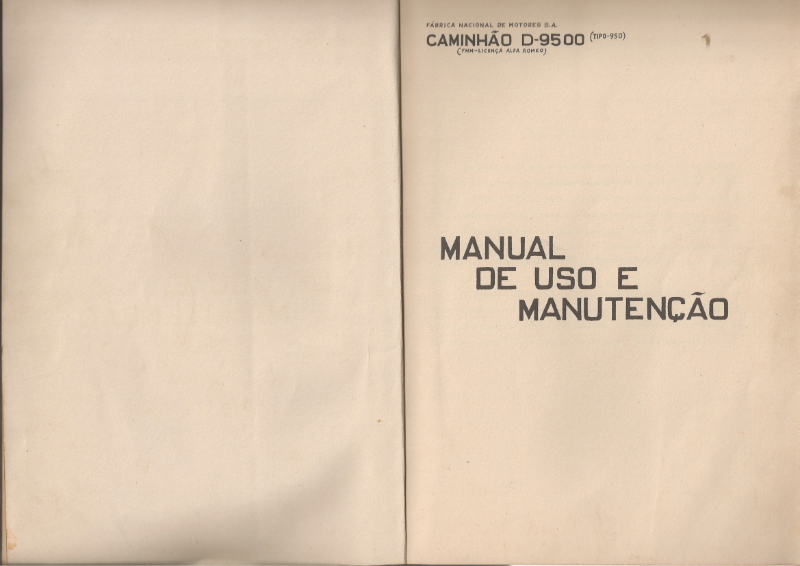 FÁBRICA NACIONAL DE MOTORES S.A.
CAMINHÃO D-9500 (TIPO-950)
(FNM-LICENÇA ALFA ROMEO)
MANUAL
DE USO E
MANUTENÇÃO